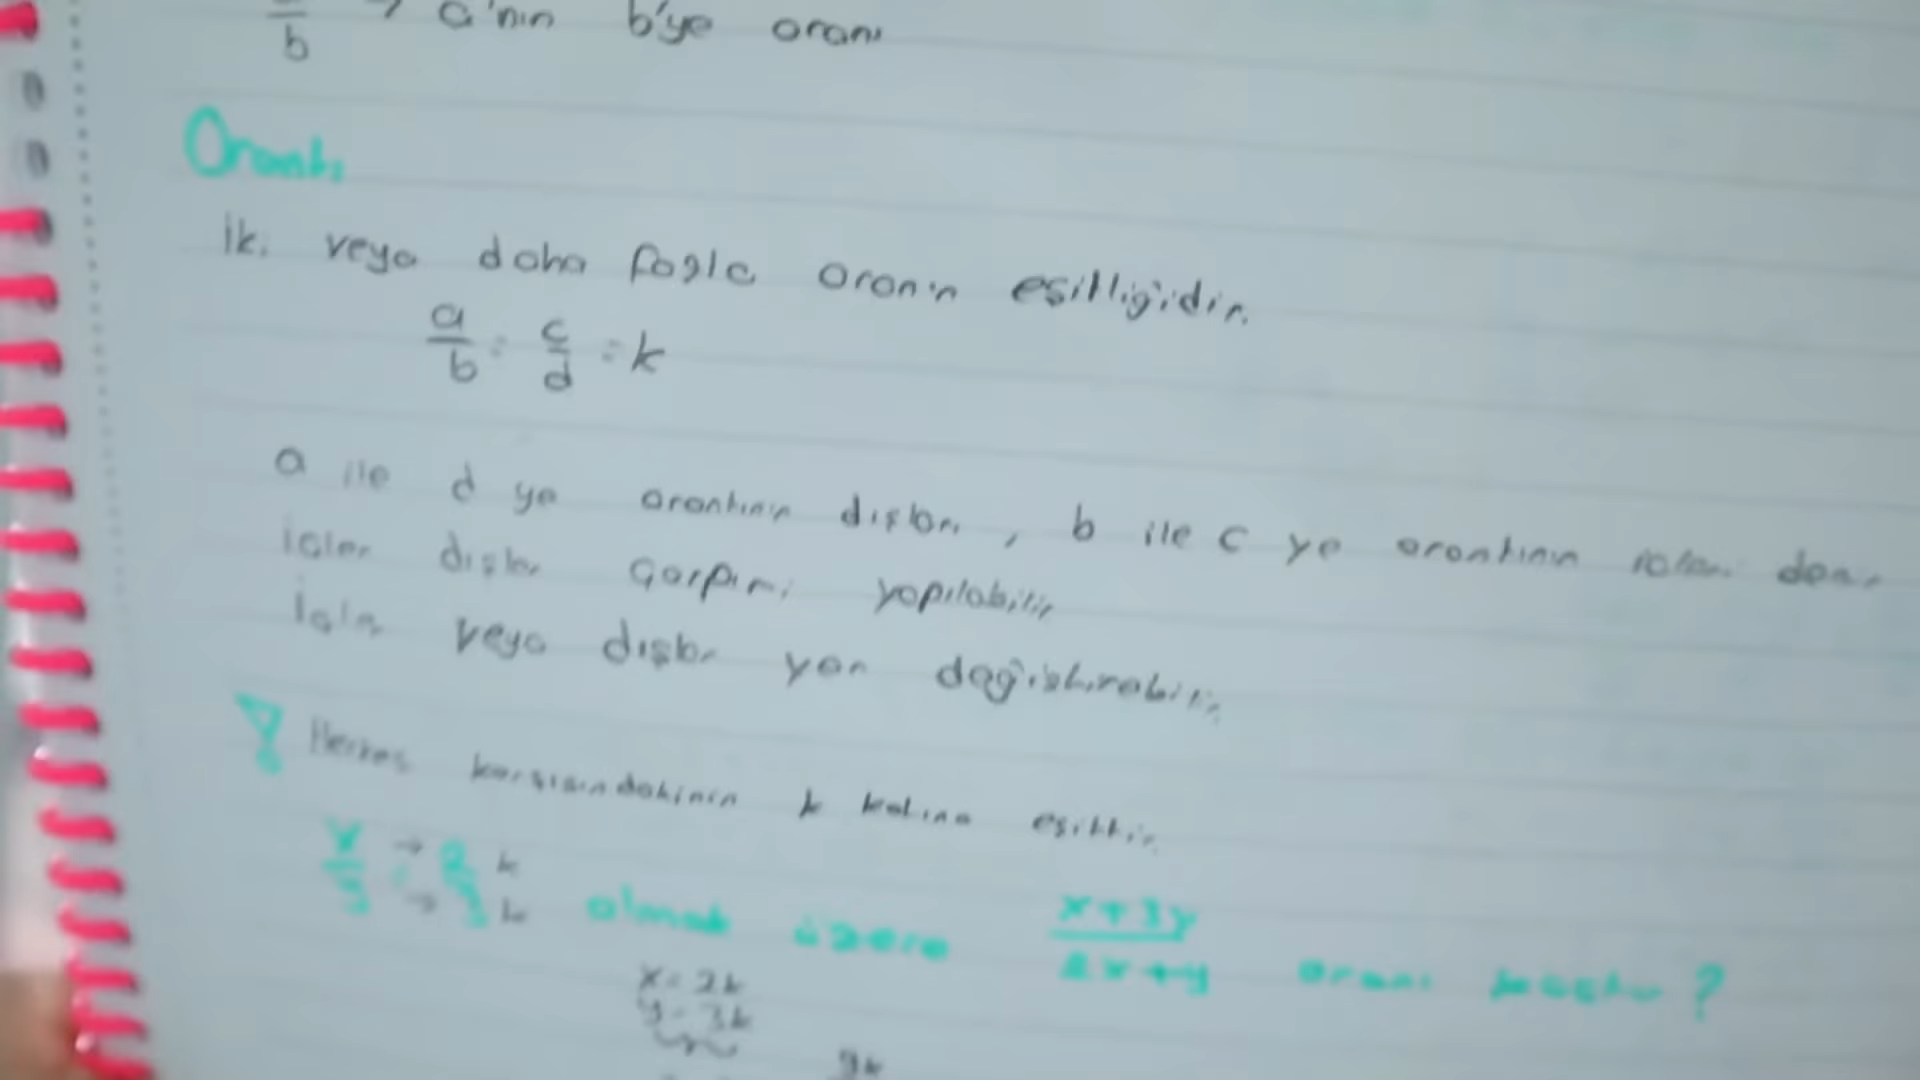 a/b → a'nın b'ye oranı
Orantı
iki veya daha fazla oranın eşitliğidir.
a/b = c/d = k
a ile d ye orantının dışları, b ile c ye orantının içleri denir
içler dışlar çarpımı yapılabilir
içler veya dışlar yer değiştirebilir.
! Herkes karşısındakinin k katına eşittir.
x/y = 2/3 → k → k olmak üzere x+3y/2x+y oranı kaçtır?
x = 2k
y = 3k
9k